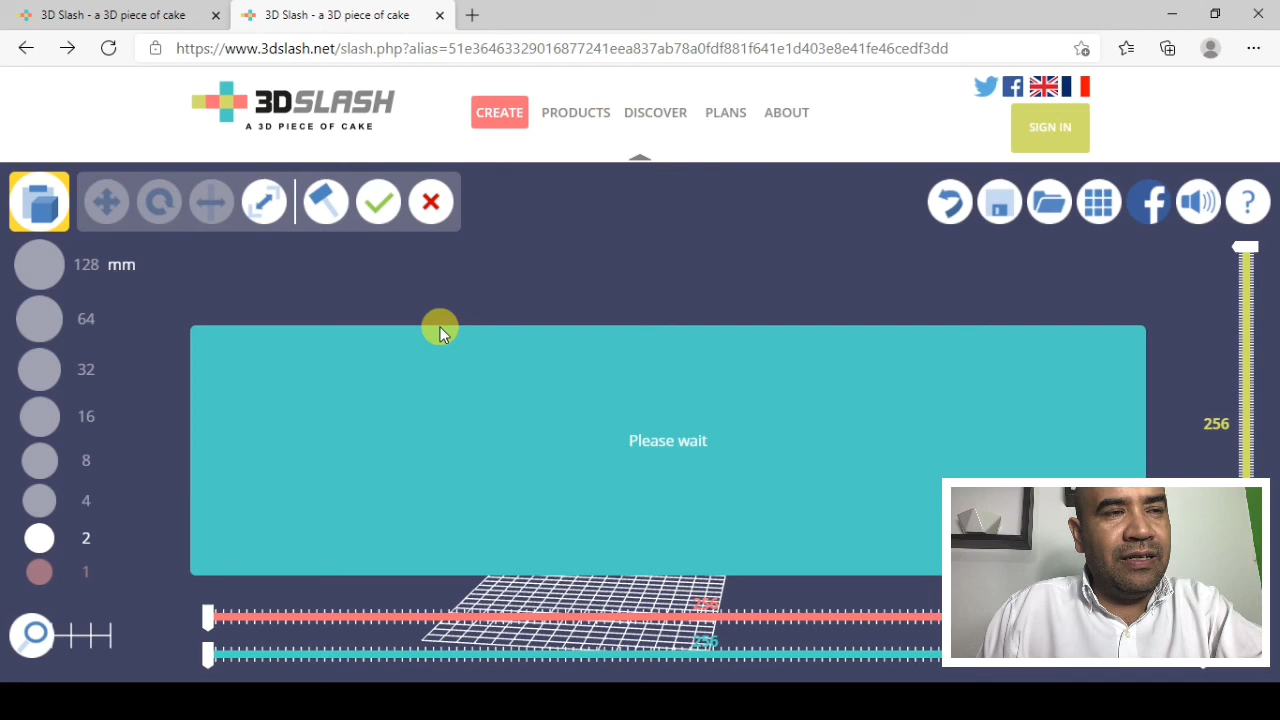 3D Slash - a 3D piece of cake
3D Slash - a 3D piece of cake
https://www.3dslash.net/slash.php?alias=51e36463329016877241eea837ab78a0fdf881f641e1d403e8e41fe46cedf3dd
3DSLASH
A 3D PIECE OF CAKE
CREATE
PRODUCTS
DISCOVER
PLANS
ABOUT
SIGN IN
128 mm
64
32
16
8
4
2
1
Please wait
256
256
256